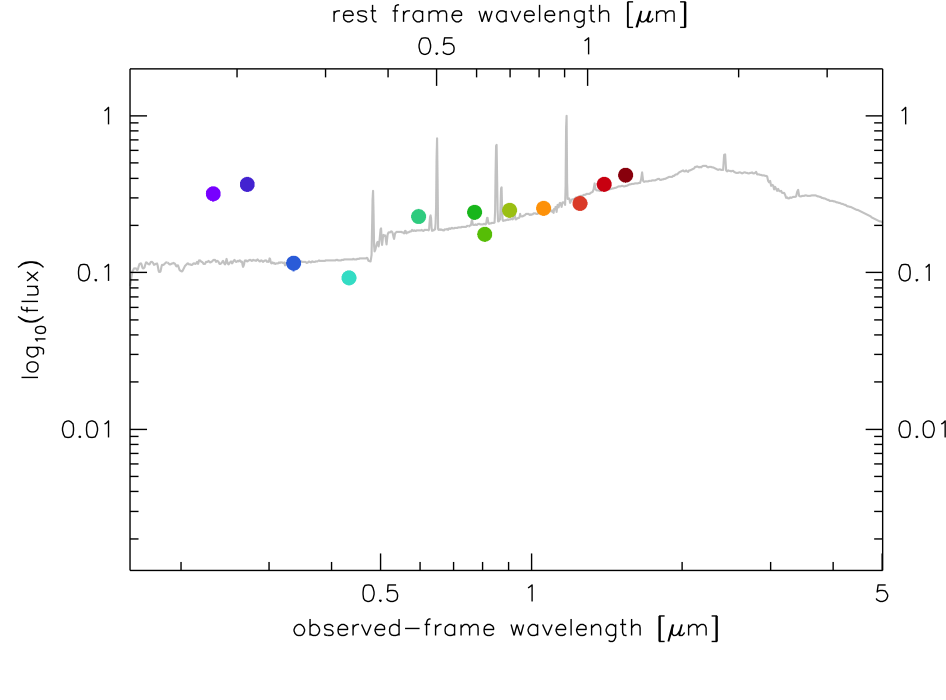 rest frame wavelength [μm]
0.5 1
1 1
0.1 0.1
0.01 0.01
log10(flux)
0.5 1 5
observed-frame wavelength [μm]